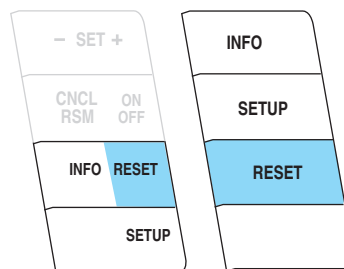 – SET +
CNCL ON
RSM OFF
INFO RESET
SETUP
INFO
SETUP
RESET